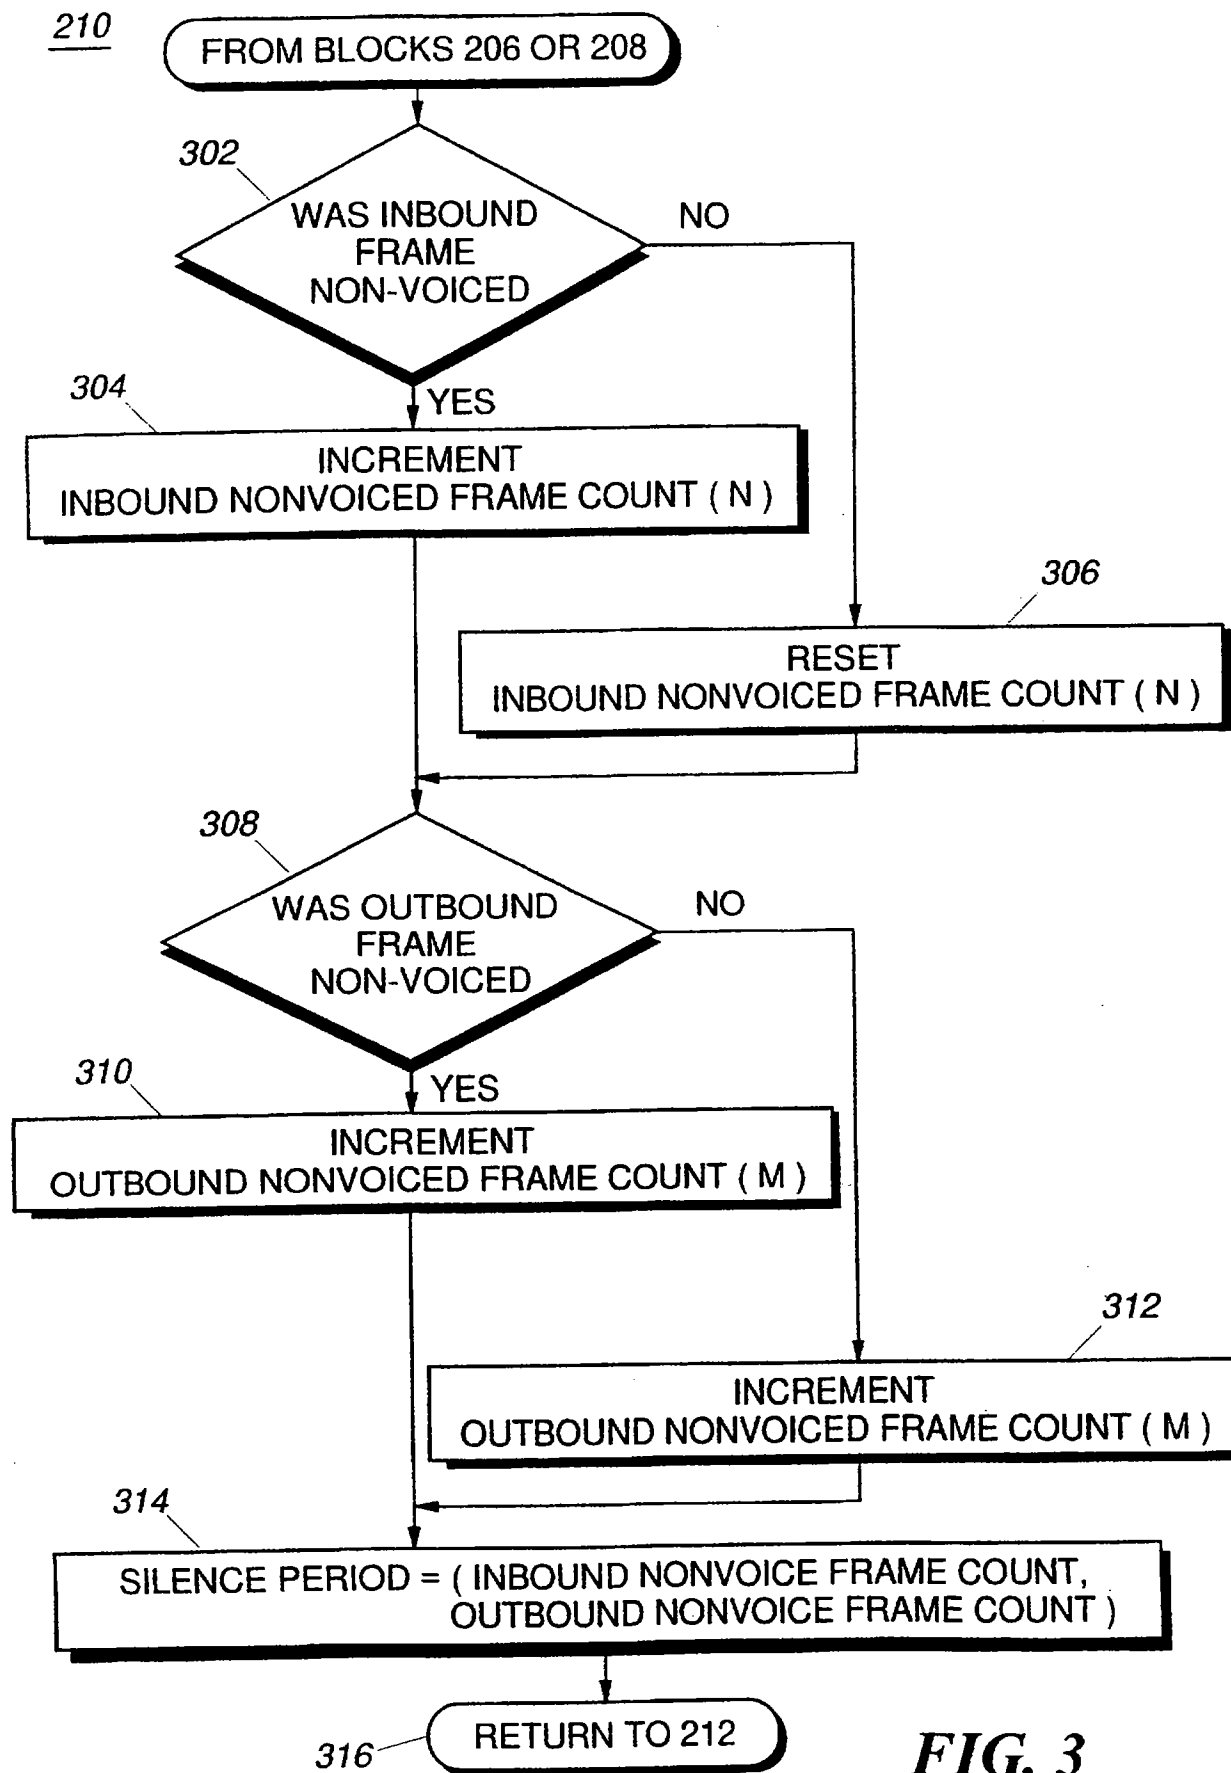 210
FROM BLOCKS 206 OR 208
302
WAS INBOUND
FRAME
NON-VOICED
NO
304
YES
INCREMENT
INBOUND NONVOICED FRAME COUNT ( N )
306
RESET
INBOUND NONVOICED FRAME COUNT ( N )
308
WAS OUTBOUND
FRAME
NON-VOICED
NO
310
YES
INCREMENT
OUTBOUND NONVOICED FRAME COUNT ( M )
312
INCREMENT
OUTBOUND NONVOICED FRAME COUNT ( M )
314
SILENCE PERIOD = ( INBOUND NONVOICE FRAME COUNT,
OUTBOUND NONVOICE FRAME COUNT )
316
RETURN TO 212
FIG. 3